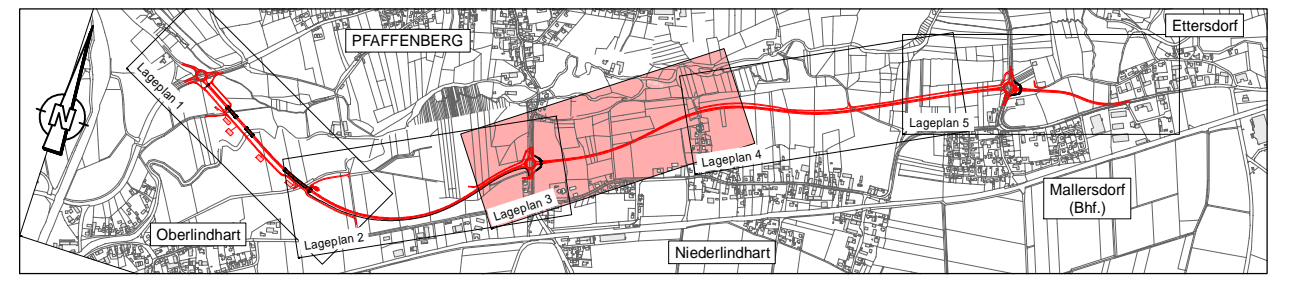 Ettersdorf
PFAFFENBERG
Lageplan 1
N
Lageplan 5
Lageplan 4
Mallersdorf
(Bhf.)
Lageplan 3
Oberlindhart
Lageplan 2
Niederlindhart